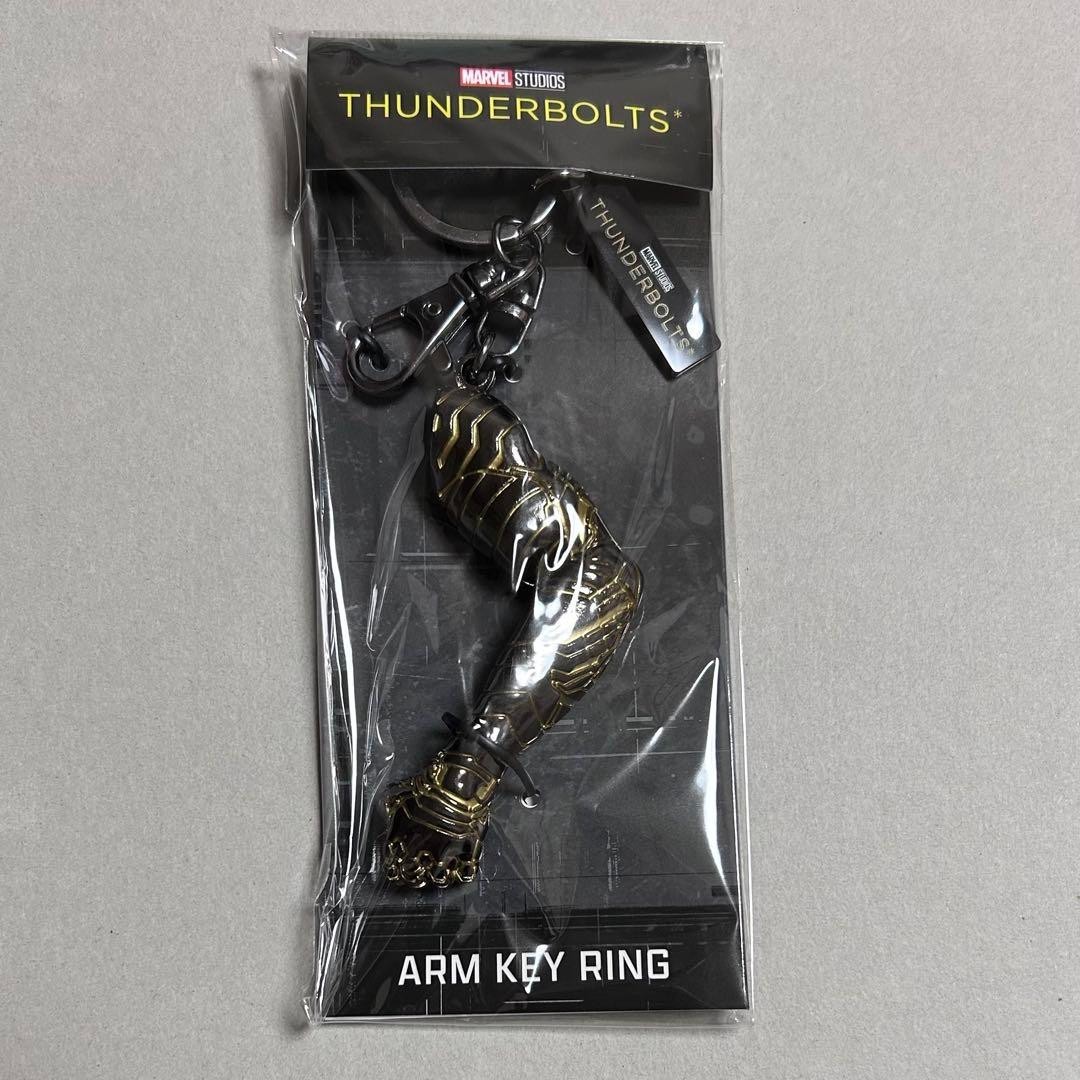 MARVEL STUDIOS
THUNDERBOLTS*
MARVEL STUDIOS
THUNDERBOLTS*
ARM KEY RING